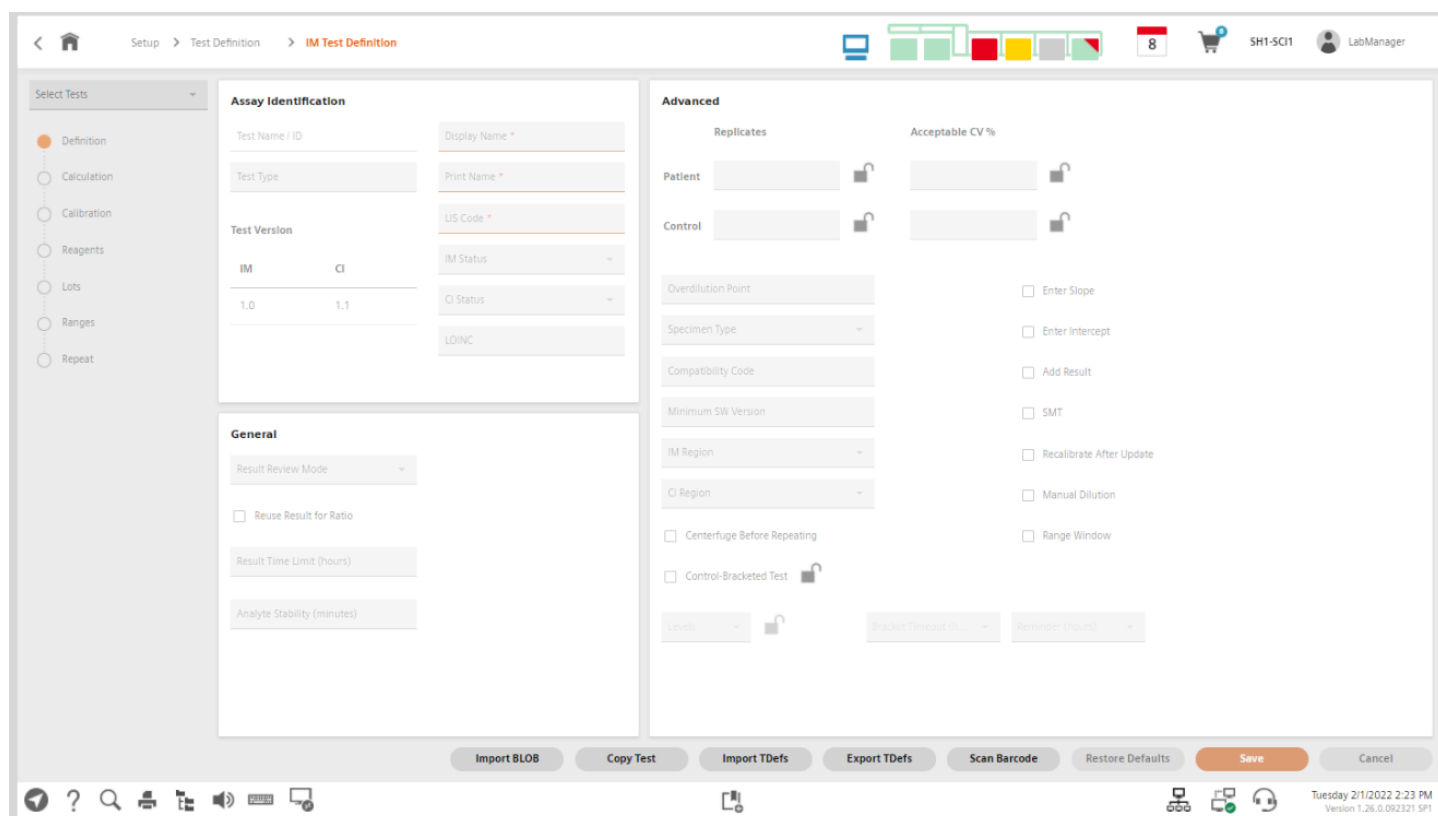 Setup > Test Definition > IM Test Definition
8
0
SH1-SCI1
LabManager
Select Tests
Definition
Calculation
Calibration
Reagents
Lots
Ranges
Repeat
Assay Identification
Test Name / ID
Display Name *
Test Type
Print Name *
LIS Code *
Test Version
IM CI
1.0 1.1
IM Status
CI Status
LOINC
General
Result Review Mode
Reuse Result for Ratio
Result Time Limit (hours)
Analyte Stability (minutes)
Advanced
Replicates Acceptable CV %
Patient
Control
Overdilution Point
Enter Slope
Specimen Type
Enter Intercept
Compatibility Code
Add Result
Minimum SW Version
SMT
IM Region
Recalibrate After Update
CI Region
Manual Dilution
Centerfuge Before Repeating
Range Window
Control-Bracketed Test
Levels
Bracket Timeout (h...
Reminder (hours)
Import BLOB
Copy Test
Import TDefs
Export TDefs
Scan Barcode
Restore Defaults
Save
Cancel
Tuesday 2/1/2022 2:23 PM
Version 1.26.0.092321 SP1